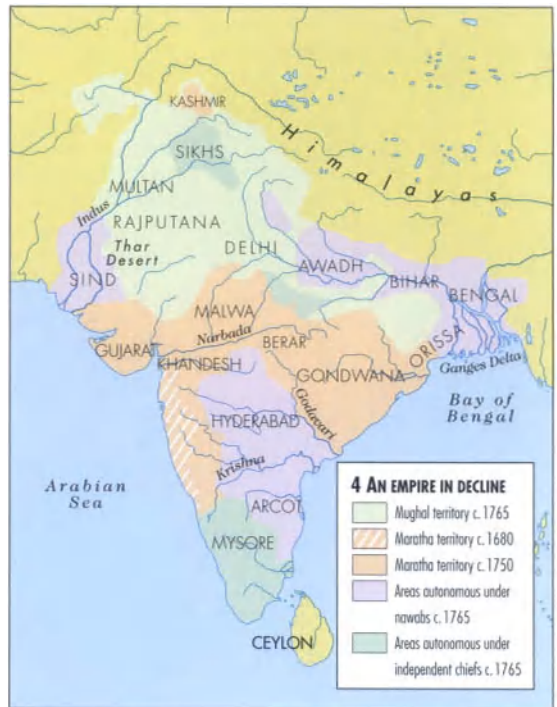 KASHMIR
Himalayas
SIKHS
MULTAN
Indus
RAJPUTANA
Thar
Desert
DELHI
AWADH
BIHAR
BENGAL
SIND
MALWA
Narbada
BERAR
ORISSA
GUJARAT
KHANDESH
GONDWANA
Ganges Delta
Godavari
Bay of
Bengal
HYDERABAD
Krishna
Arabian
Sea
ARCOT
MYSORE
CEYLON
4 AN EMPIRE IN DECLINE
Mughal territory c. 1765
Maratha territory c. 1680
Maratha territory c. 1750
Areas autonomous under
nawabs c. 1765
Areas autonomous under
independent chiefs c. 1765